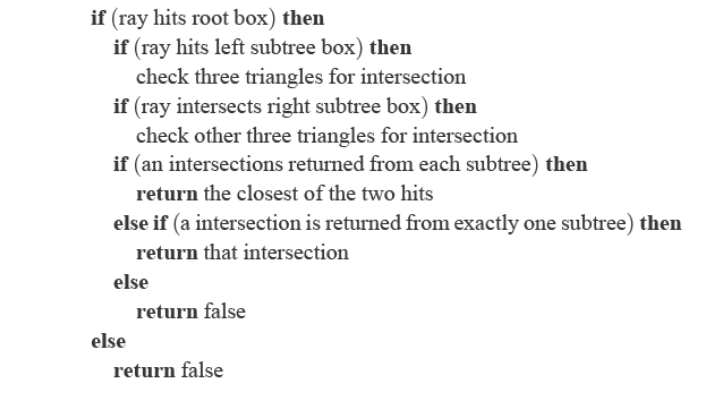 if (ray hits root box) then
if (ray hits left subtree box) then
check three triangles for intersection
if (ray intersects right subtree box) then
check other three triangles for intersection
if (an intersections returned from each subtree) then
return the closest of the two hits
else if (a intersection is returned from exactly one subtree) then
return that intersection
else
return false
else
return false